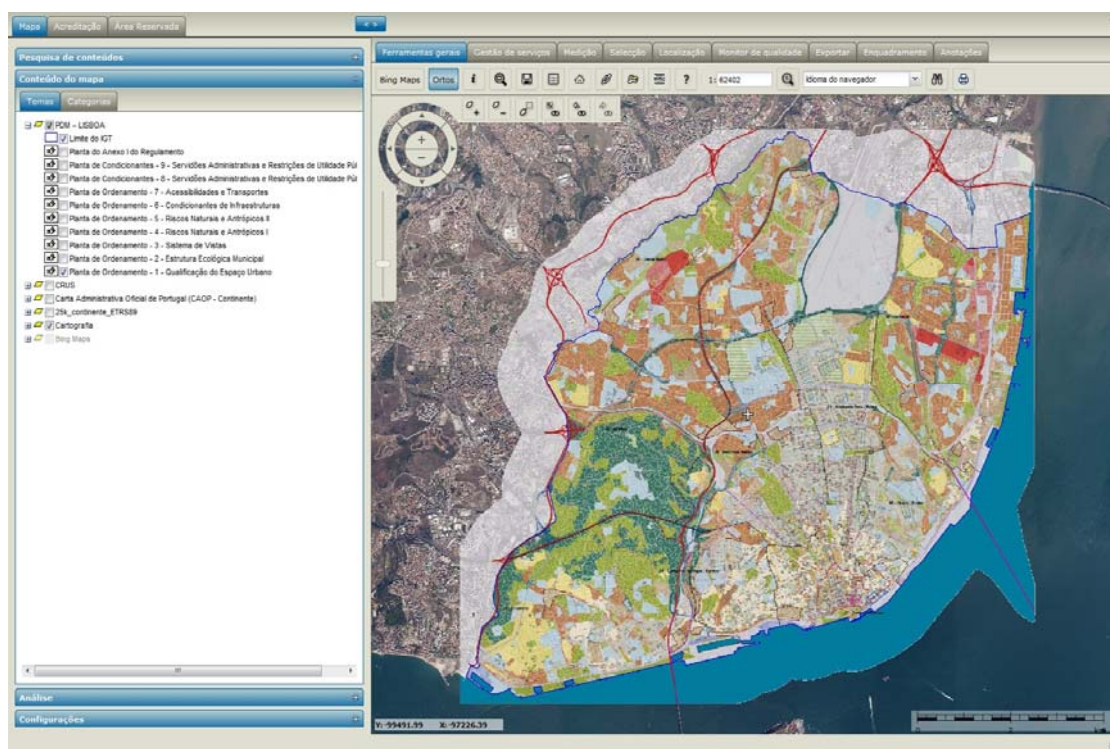 Mapa Acreditação Área Reservada
< >
Pesquisa de conteúdos
Conteúdo do mapa
Temas Categorias
PDM – LISBOA
Limite do IGT
Planta do Anexo I do Regulamento
Planta de Condicionantes - 9 - Servidões Administrativas e Restrições de Utilidade Púl
Planta de Condicionantes - 8 - Servidões Administrativas e Restrições de Utilidade Púl
Planta de Ordenamento - 7 - Acessibilidades e Transportes
Planta de Ordenamento - 6 - Condicionantes de Infraestruturas
Planta de Ordenamento - 5 - Riscos Naturais e Antrópicos II
Planta de Ordenamento - 4 - Riscos Naturais e Antrópicos I
Planta de Ordenamento - 3 - Sistema de Vistas
Planta de Ordenamento - 2 - Estrutura Ecológica Municipal
Planta de Ordenamento - 1 - Qualificação do Espaço Urbano
CRUS
Carta Administrativa Oficial de Portugal (CAOP - Continente)
25k_continente_ETRS89
Cartografia
Bing Maps
Análise
Configurações
Ferramentas gerais Gestão de serviços Medição Selecção Localização Monitor de qualidade Exportar Enquadramento Anotações
Bing Maps Ortos i ? 1: 62402 Idioma do navegador
Y: -99491.99 X: -97226.39